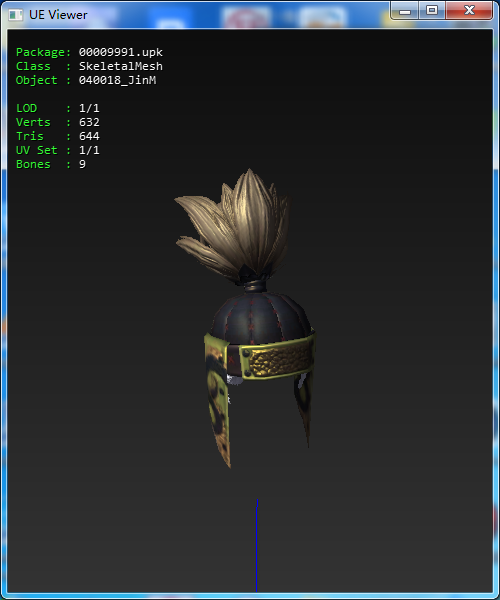 UE Viewer
Package: 00009991.upk
Class : SkeletalMesh
Object : 040018_JinM
LOD : 1/1
Verts : 632
Tris : 644
UV Set : 1/1
Bones : 9